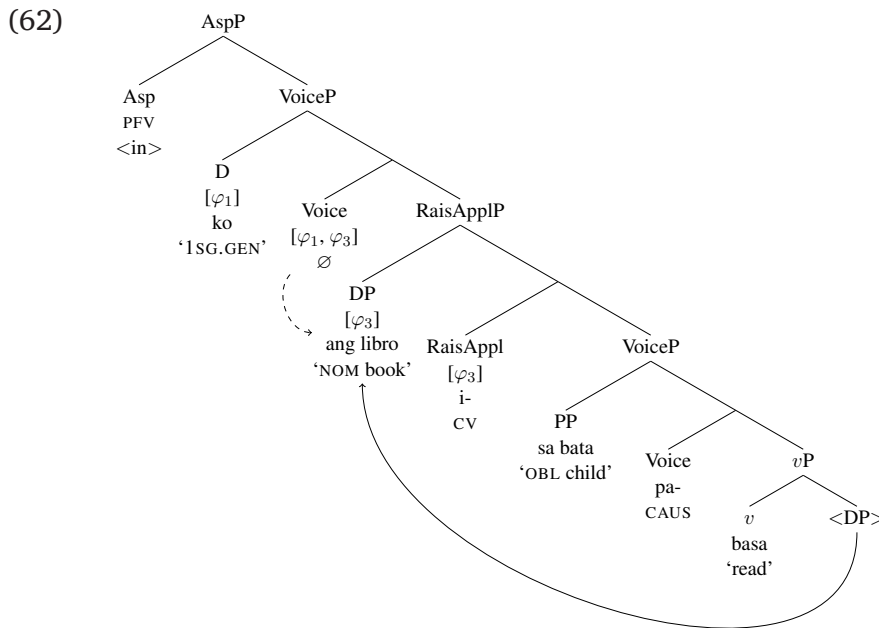 (62)
AspP
Asp
PFV
<in>
VoiceP
D
[φ1]
ko
‘1SG.GEN’
Voice
[φ1, φ3]
∅
RaisApplP
DP
[φ3]
ang libro
‘NOM book’
RaisAppl
[φ3]
i-
CV
VoiceP
PP
sa bata
‘OBL child’
Voice
pa-
CAUS
vP
v
basa
‘read’
<DP>